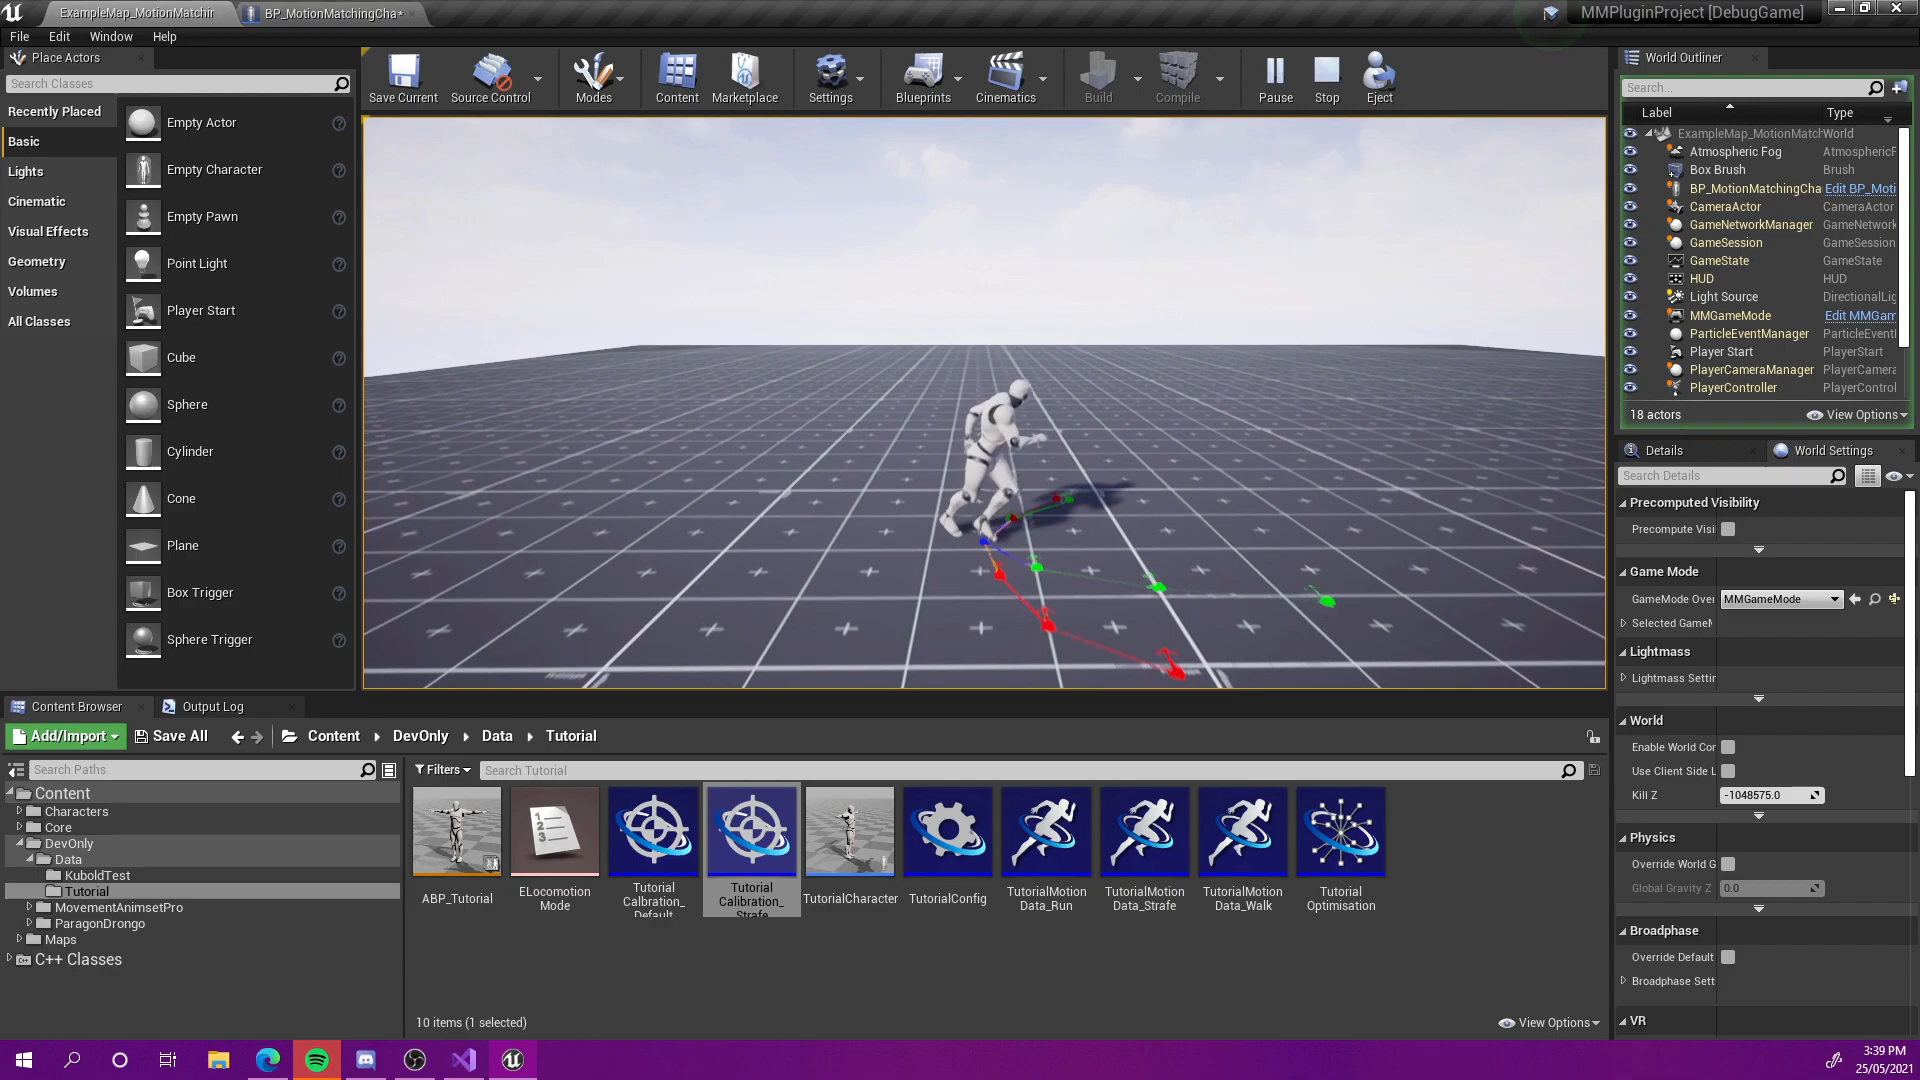 ExampleMap_MotionMatchir
BP_MotionMatchingCha*
MMPluginProject [DebugGame]
File
Edit
Window
Help
Place Actors
Search Classes
Recently Placed
Basic
Lights
Cinematic
Visual Effects
Geometry
Volumes
All Classes
Empty Actor
Empty Character
Empty Pawn
Point Light
Player Start
Cube
Sphere
Cylinder
Cone
Plane
Box Trigger
Sphere Trigger
Save Current
Source Control
Modes
Content
Marketplace
Settings
Blueprints
Cinematics
Build
Compile
Pause
Stop
Eject
World Outliner
Search...
Label
Type
ExampleMap_MotionMatch World
Atmospheric Fog AtmosphericF
Box Brush Brush
BP_MotionMatchingCha Edit BP_Moti
CameraActor CameraActor
GameNetworkManager GameNetwork
GameSession GameSession
GameState GameState
HUD HUD
Light Source DirectionalLig
MMGameMode Edit MMGam
ParticleEventManager ParticleEventI
Player Start PlayerStart
PlayerCameraManager PlayerCamera
PlayerController PlayerControl
18 actors
View Options
Details
World Settings
Search Details
Precomputed Visibility
Precompute Visi
Game Mode
GameMode Over MMGameMode
Selected GameM
Lightmass
Lightmass Settir
World
Enable World Cor
Use Client Side L
Kill Z -1048575.0
Physics
Override World G
Global Gravity Z 0.0
Broadphase
Override Default
Broadphase Sett
VR
Content Browser
Output Log
Add/Import
Save All
Content
DevOnly
Data
Tutorial
Search Paths
Filters
Search Tutorial
Content
Characters
Core
DevOnly
Data
KuboldTest
Tutorial
MovementAnimsetPro
ParagonDrongo
Maps
C++ Classes
1
2
3
ABP_Tutorial
ELocomotion
Mode
Tutorial
Calbration_
Default
Tutorial
Calibration_
Strafe
TutorialCharacter
TutorialConfig
TutorialMotion
Data_Run
TutorialMotion
Data_Strafe
TutorialMotion
Data_Walk
Tutorial
Optimisation
10 items (1 selected)
View Options
3:39 PM
25/05/2021